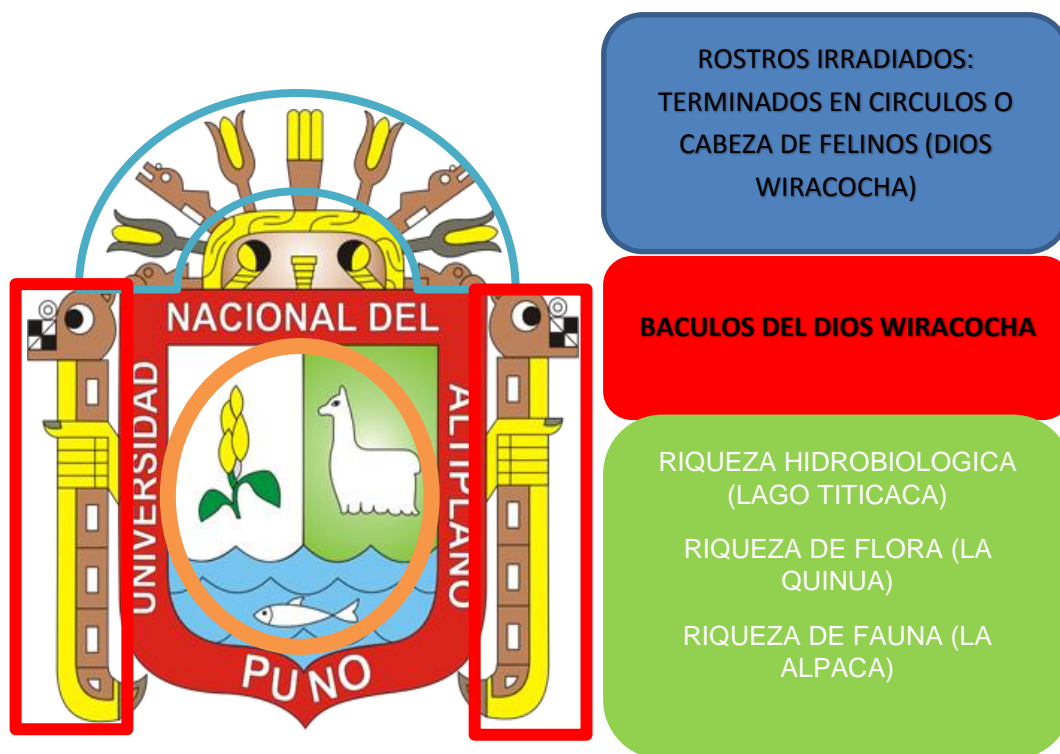 ROSTROS IRRADIADOS:
TERMINADOS EN CIRCULOS O
CABEZA DE FELINOS (DIOS
WIRACOCHA)
BACULOS DEL DIOS WIRACOCHA
RIQUEZA HIDROBIOLOGICA
(LAGO TITICACA)
RIQUEZA DE FLORA (LA
QUINUA)
RIQUEZA DE FAUNA (LA
ALPACA)
UNIVERSIDAD
NACIONAL DEL
ALTIPLANO
PUNO